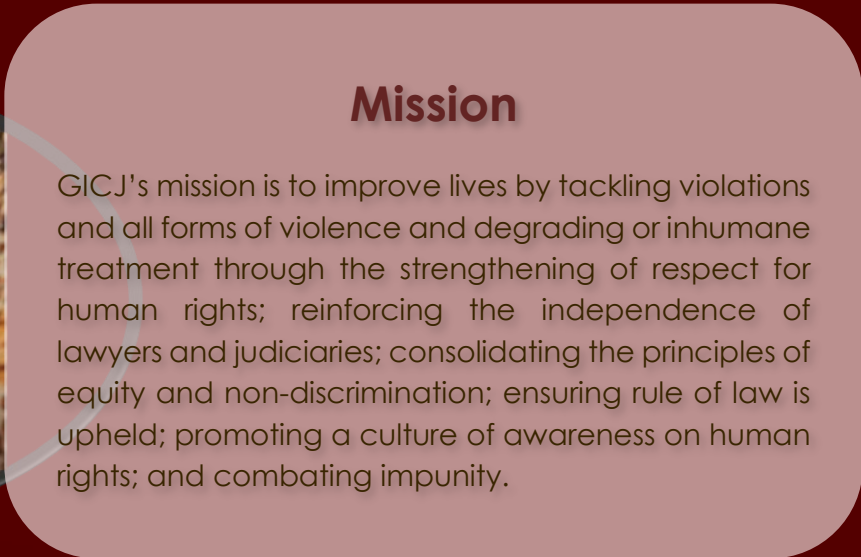 Mission
GICJ’s mission is to improve lives by tackling violations
and all forms of violence and degrading or inhumane
treatment through the strengthening of respect for
human rights; reinforcing the independence of
lawyers and judiciaries; consolidating the principles of
equity and non-discrimination; ensuring rule of law is
upheld; promoting a culture of awareness on human
rights; and combating impunity.